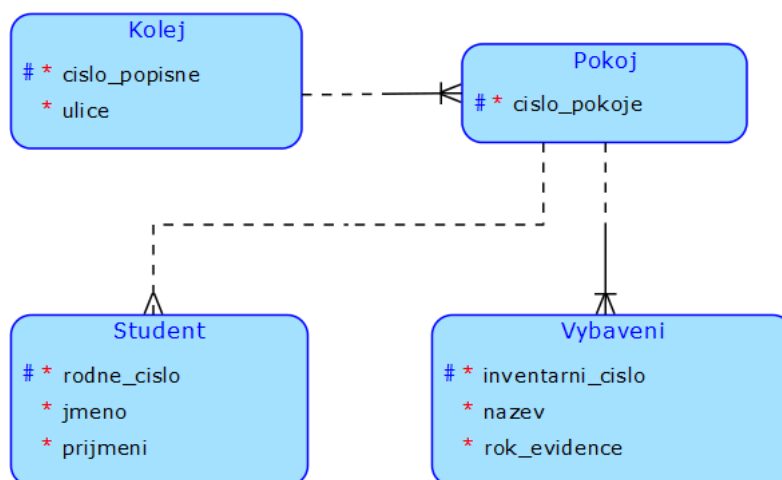 Kolej
# * cislo_popisne
* ulice
Pokoj
# * cislo_pokoje
Student
# * rodne_cislo
* jmeno
* prijmeni
Vybaveni
# * inventarni_cislo
* nazev
* rok_evidence